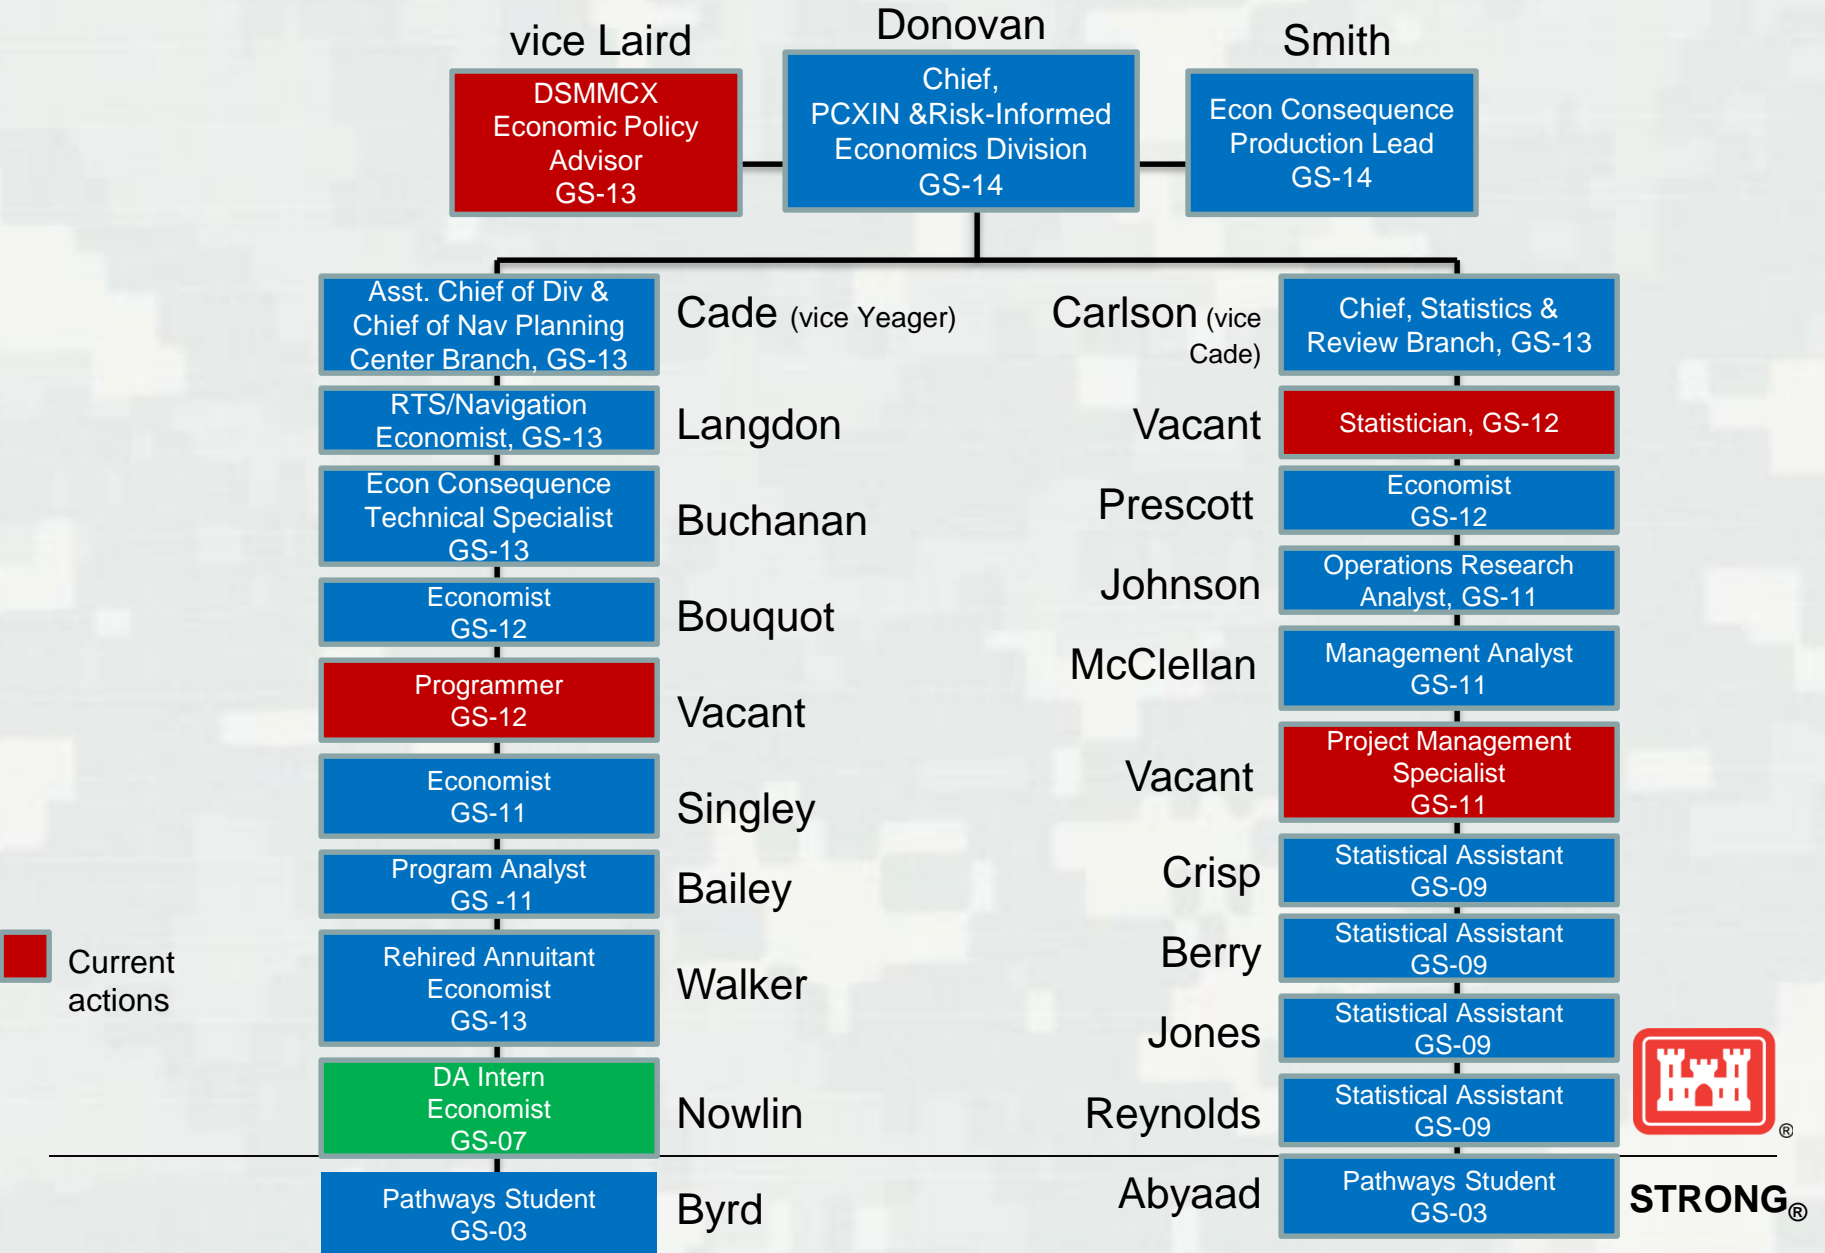 vice Laird
Donovan
Smith
DSMMCX
Economic Policy
Advisor
GS-13
Chief,
PCXIN &Risk-Informed
Economics Division
GS-14
Econ Consequence
Production Lead
GS-14
Asst. Chief of Div &
Chief of Nav Planning
Center Branch, GS-13
Cade (vice Yeager)
RTS/Navigation
Economist, GS-13
Langdon
Econ Consequence
Technical Specialist
GS-13
Buchanan
Economist
GS-12
Bouquot
Programmer
GS-12
Vacant
Economist
GS-11
Singley
Program Analyst
GS -11
Bailey
Rehired Annuitant
Economist
GS-13
Walker
DA Intern
Economist
GS-07
Nowlin
Pathways Student
GS-03
Byrd
Carlson (vice
Cade)
Chief, Statistics &
Review Branch, GS-13
Vacant
Statistician, GS-12
Prescott
Economist
GS-12
Johnson
Operations Research
Analyst, GS-11
McClellan
Management Analyst
GS-11
Vacant
Project Management
Specialist
GS-11
Crisp
Statistical Assistant
GS-09
Berry
Statistical Assistant
GS-09
Jones
Statistical Assistant
GS-09
Reynolds
Statistical Assistant
GS-09
Abyaad
Pathways Student
GS-03
Current
actions
®
STRONG®